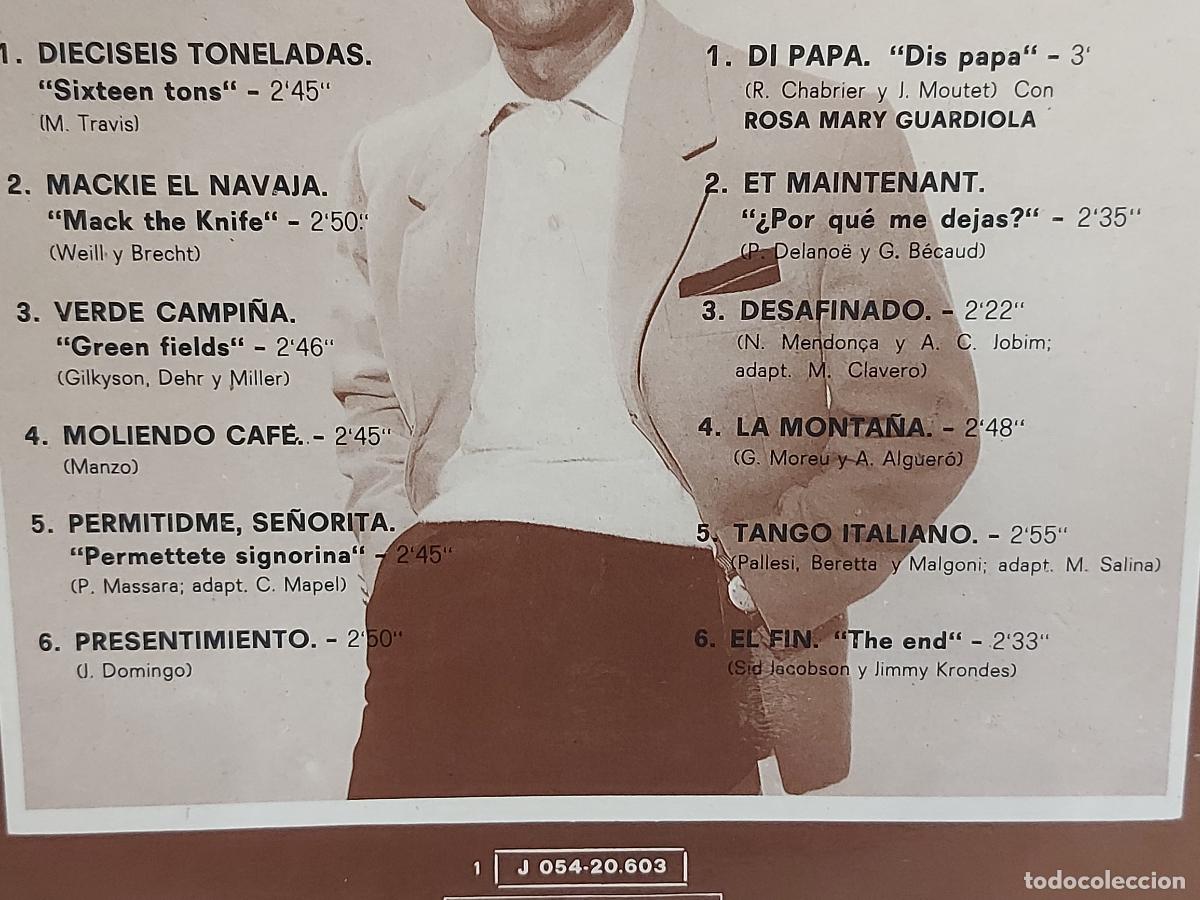 1. DIECISEIS TONELADAS.
“Sixteen tons“ - 2‘45“
(M. Travis)
2. MACKIE EL NAVAJA.
“Mack the Knife“ - 2‘50“
(Weill y Brecht)
3. VERDE CAMPIÑA.
“Green fields“ - 2‘46“
(Gilkyson, Dehr y Miller)
4. MOLIENDO CAFÉ. - 2‘45“
(Manzo)
5. PERMITIDME, SEÑORITA.
“Permettete signorina“ - 2‘45“
(P. Massara; adapt. C. Mapel)
6. PRESENTIMIENTO. - 2‘50“
(J. Domingo)
1. DI PAPA. “Dis papa“ - 3‘
(R. Chabrier y J. Moutet) Con
ROSA MARY GUARDIOLA
2. ET MAINTENANT.
“¿Por qué me dejas?“ - 2‘35“
(P. Delanoë y G. Bécaud)
3. DESAFINADO. - 2‘22“
(N. Mendonça y A. C. Jobim;
adapt. M. Clavero)
4. LA MONTAÑA. - 2‘48“
(G. Moreu y A. Algueró)
5. TANGO ITALIANO. - 2‘55“
(Pallesi, Beretta y Malgoni; adapt. M. Salina)
6. EL FIN. “The end“ - 2‘33“
(Sid Jacobson y Jimmy Krondes)
1 J 054-20.603
todocoleccion